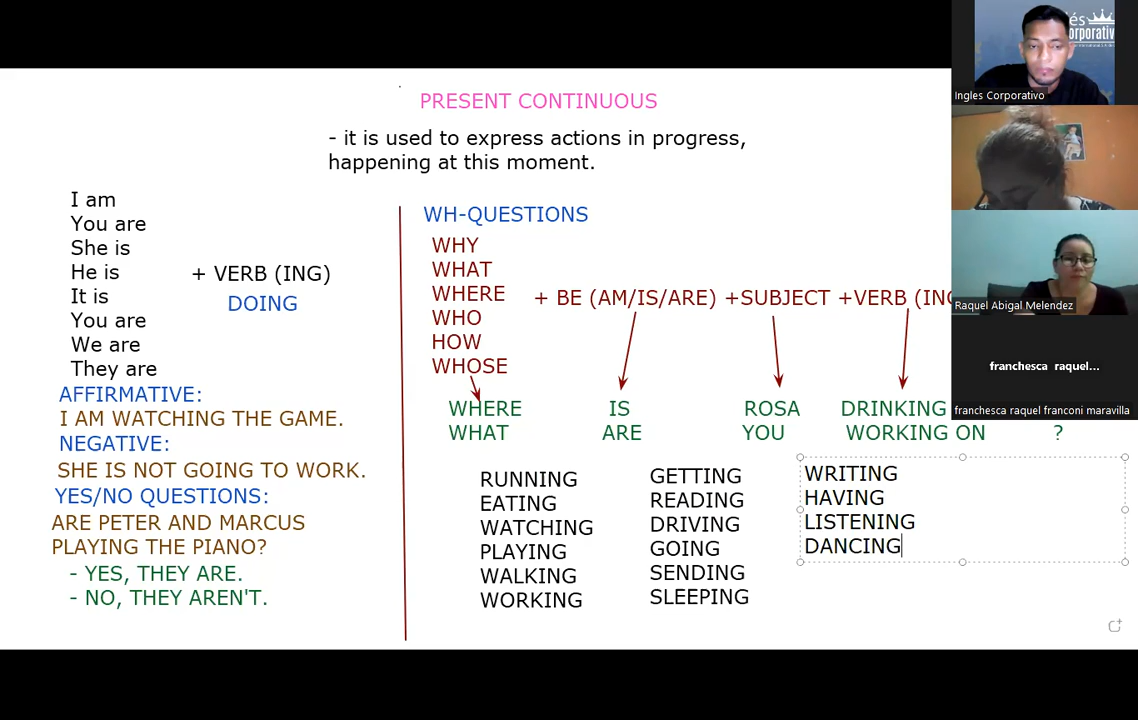 PRESENT CONTINUOUS
- it is used to express actions in progress,
happening at this moment.
I am
You are
She is
He is
It is
You are
We are
They are
+ VERB (ING)
DOING
AFFIRMATIVE:
I AM WATCHING THE GAME.
NEGATIVE:
SHE IS NOT GOING TO WORK.
YES/NO QUESTIONS:
ARE PETER AND MARCUS
PLAYING THE PIANO?
- YES, THEY ARE.
- NO, THEY AREN'T.
WH-QUESTIONS
WHY
WHAT
WHERE
WHO
HOW
WHOSE
+ BE (AM/IS/ARE) +SUBJECT +VERB (ING
WHERE IS ROSA DRINKING
WHAT ARE YOU WORKING ON ?
RUNNING
EATING
WATCHING
PLAYING
WALKING
WORKING
GETTING
READING
DRIVING
GOING
SENDING
SLEEPING
WRITING
HAVING
LISTENING
DANCING
Ingles Corporativo
Raquel Abigal Melendez
franchesca raquel...
franchesca raquel franconi maravilla